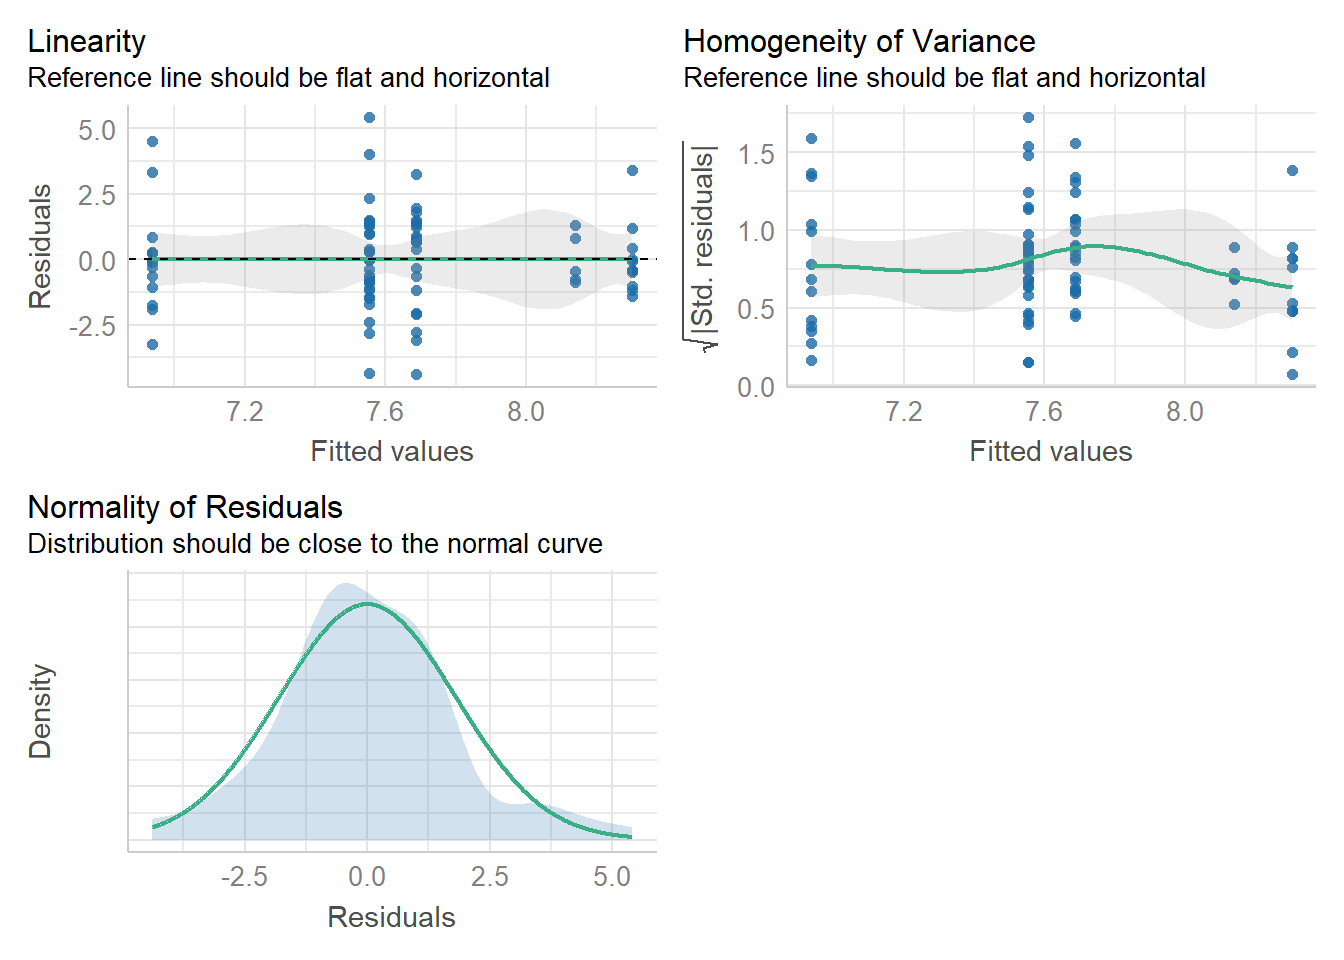 Linearity
Reference line should be flat and horizontal
5.0
2.5
0.0
-2.5
Residuals
7.2 7.6 8.0
Fitted values
Homogeneity of Variance
Reference line should be flat and horizontal
1.5
1.0
0.5
0.0
√|Std. residuals|
7.2 7.6 8.0
Fitted values
Normality of Residuals
Distribution should be close to the normal curve
Density
-2.5 0.0 2.5 5.0
Residuals